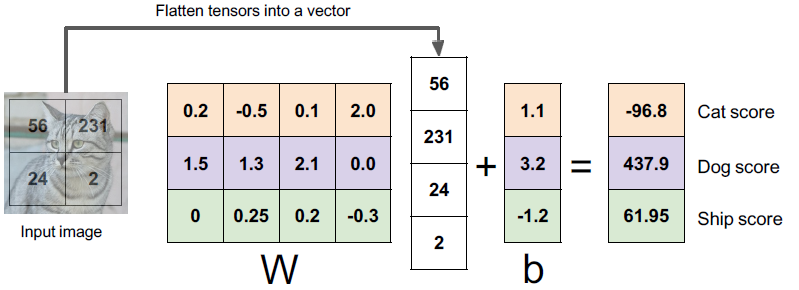 Flatten tensors into a vector
56 231
24 2
Input image
0.2 -0.5 0.1 2.0
1.5 1.3 2.1 0.0
0 0.25 0.2 -0.3
W
56
231
24
2
+
1.1
3.2
-1.2
b
=
-96.8 Cat score
437.9 Dog score
61.95 Ship score